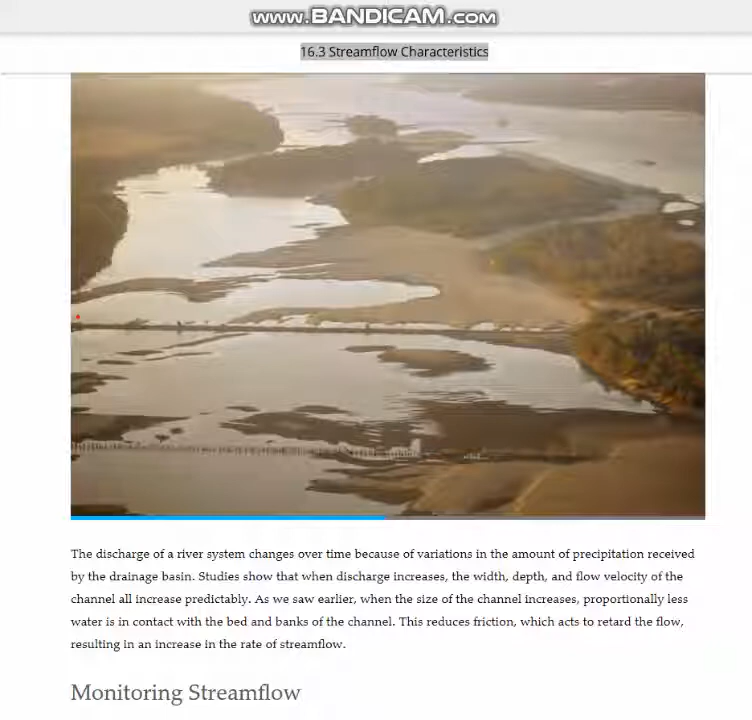 www.BANDICAM.com
16.3 Streamflow Characteristics
The discharge of a river system changes over time because of variations in the amount of precipitation received
by the drainage basin. Studies show that when discharge increases, the width, depth, and flow velocity of the
channel all increase predictably. As we saw earlier, when the size of the channel increases, proportionally less
water is in contact with the bed and banks of the channel. This reduces friction, which acts to retard the flow,
resulting in an increase in the rate of streamflow.
Monitoring Streamflow